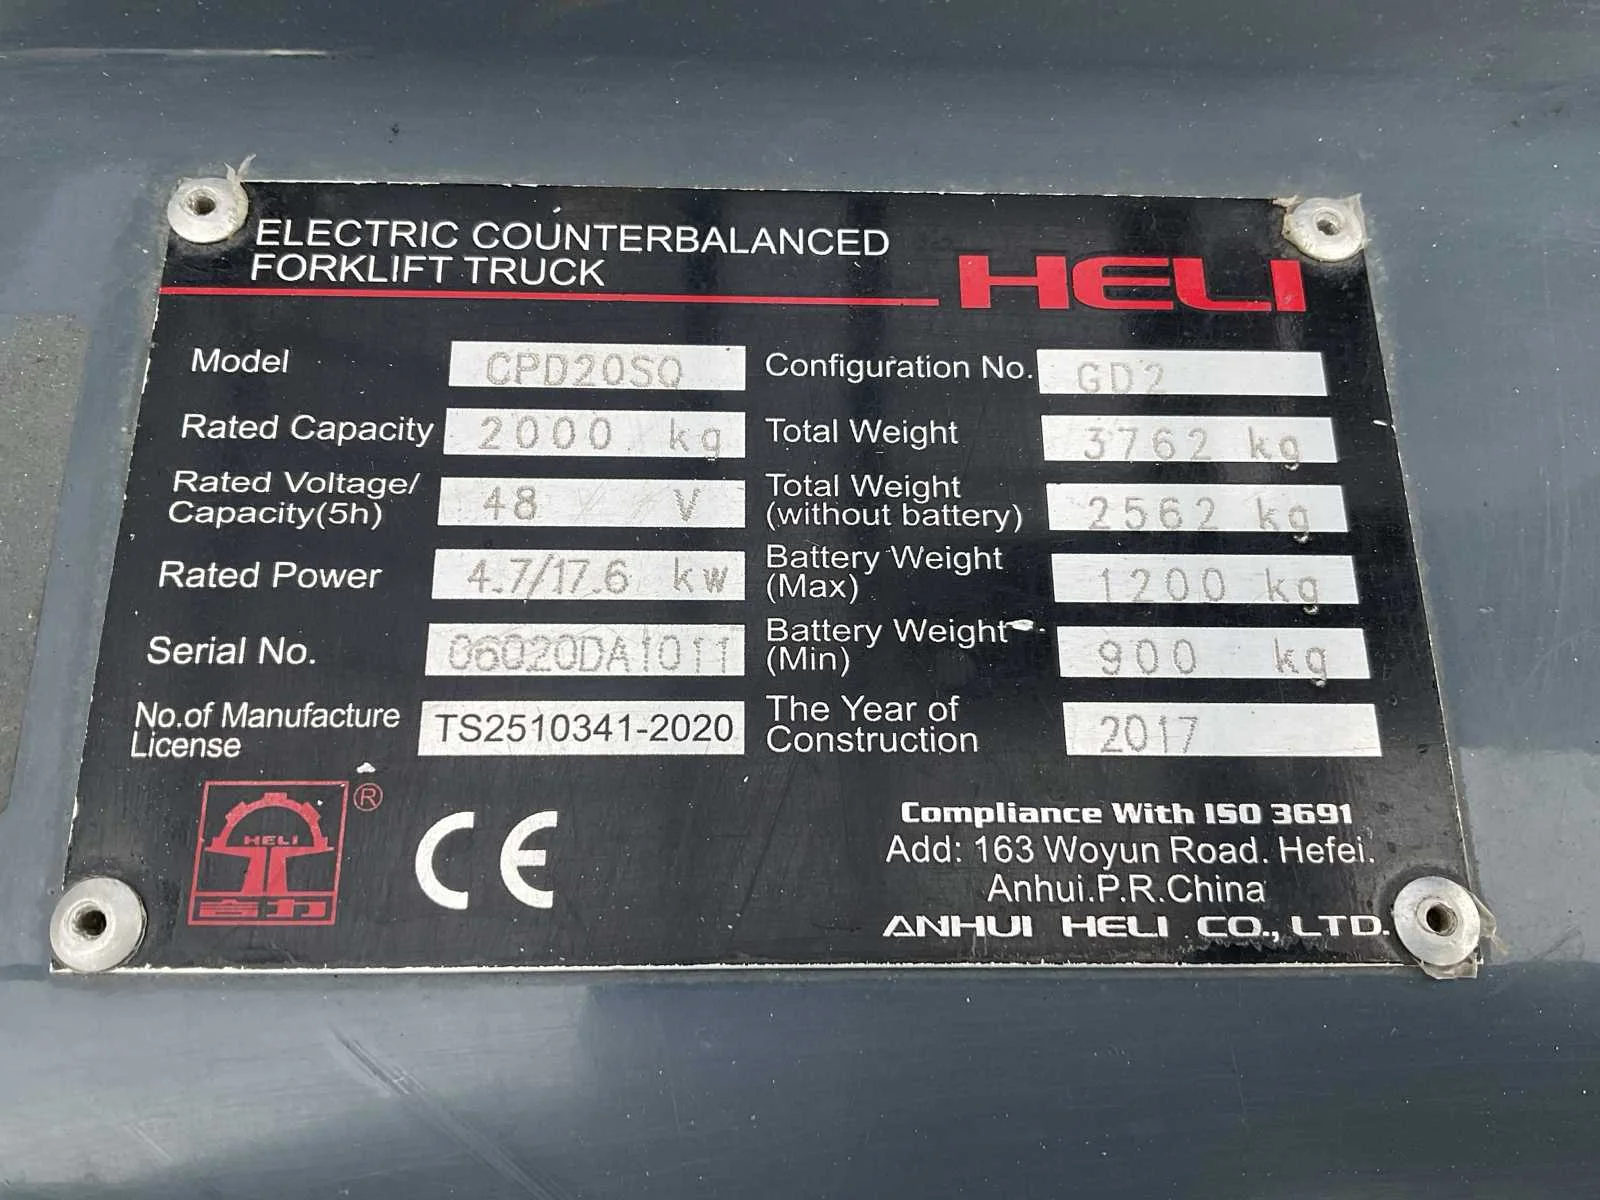 ELECTRIC COUNTERBALANCED
FORKLIFT TRUCK
HELI
Model CPD20SQ Configuration No. GD2
Rated Capacity 2000 kg Total Weight 3762 kg
Rated Voltage/
Capacity(5h) 48 V Total Weight
(without battery) 2562 kg
Rated Power 4.7/17.6 kw Battery Weight
(Max) 1200 kg
Serial No. 06020DA1011 Battery Weight
(Min) 900 kg
No.of Manufacture
License TS2510341-2020 The Year of
Construction 2017
HELI
合力
®
CE
Compliance With ISO 3691
Add: 163 Woyun Road. Hefei.
Anhui.P.R.China
ANHUI HELI CO., LTD.